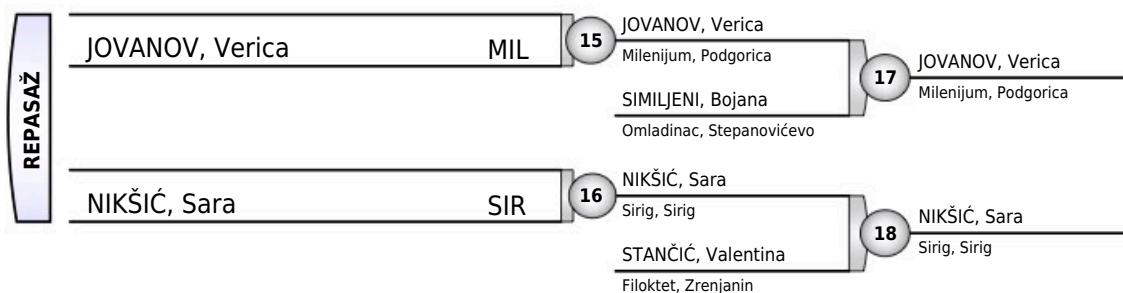 REPASAŽ
JOVANOV, Verica MIL
15
JOVANOV, Verica
Milenijum, Podgorica
SIMILJENI, Bojana
Omladinac, Stepanovićevo
17
JOVANOV, Verica
Milenijum, Podgorica
NIKŠIĆ, Sara SIR
16
NIKŠIĆ, Sara
Sirig, Sirig
STANČIĆ, Valentina
Filoktet, Zrenjanin
18
NIKŠIĆ, Sara
Sirig, Sirig